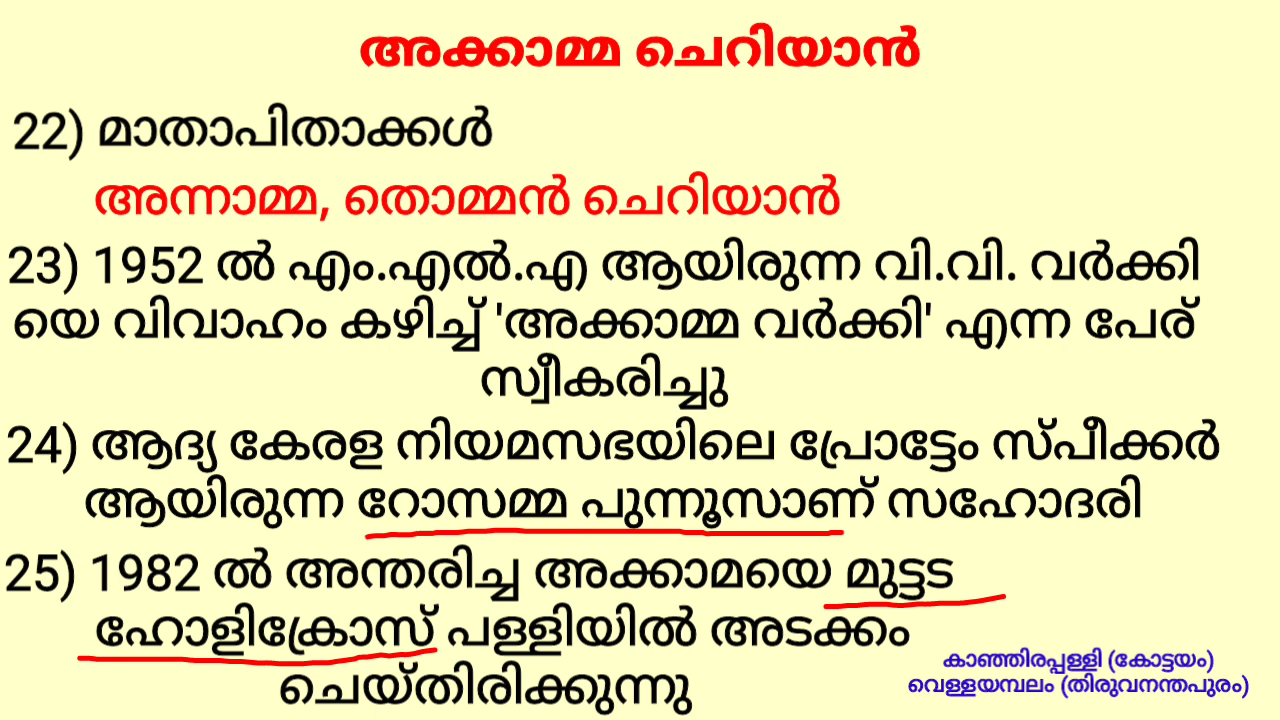 അക്കാമ്മ ചെറിയാൻ
22) മാതാപിതാക്കൾ
അന്നാമ്മ, തൊമ്മൻ ചെറിയാൻ
23) 1952 ൽ എം.എൽ.എ ആയിരുന്ന വി.വി. വർക്കി
യെ വിവാഹം കഴിച്ച് 'അക്കാമ്മ വർക്കി' എന്ന പേര്
സ്വീകരിച്ചു
24) ആദ്യ കേരള നിയമസഭയിലെ പ്രോട്ടേം സ്പീക്കർ
ആയിരുന്ന റോസമ്മ പുന്നൂസാണ് സഹോദരി
25) 1982 ൽ അന്തരിച്ച അക്കാമയെ മുട്ടട
ഹോളിക്രോസ് പള്ളിയിൽ അടക്കം
ചെയ്തിരിക്കുന്നു
കാഞ്ഞിരപ്പള്ളി (കോട്ടയം)
വെള്ളയമ്പലം (തിരുവനന്തപുരം)